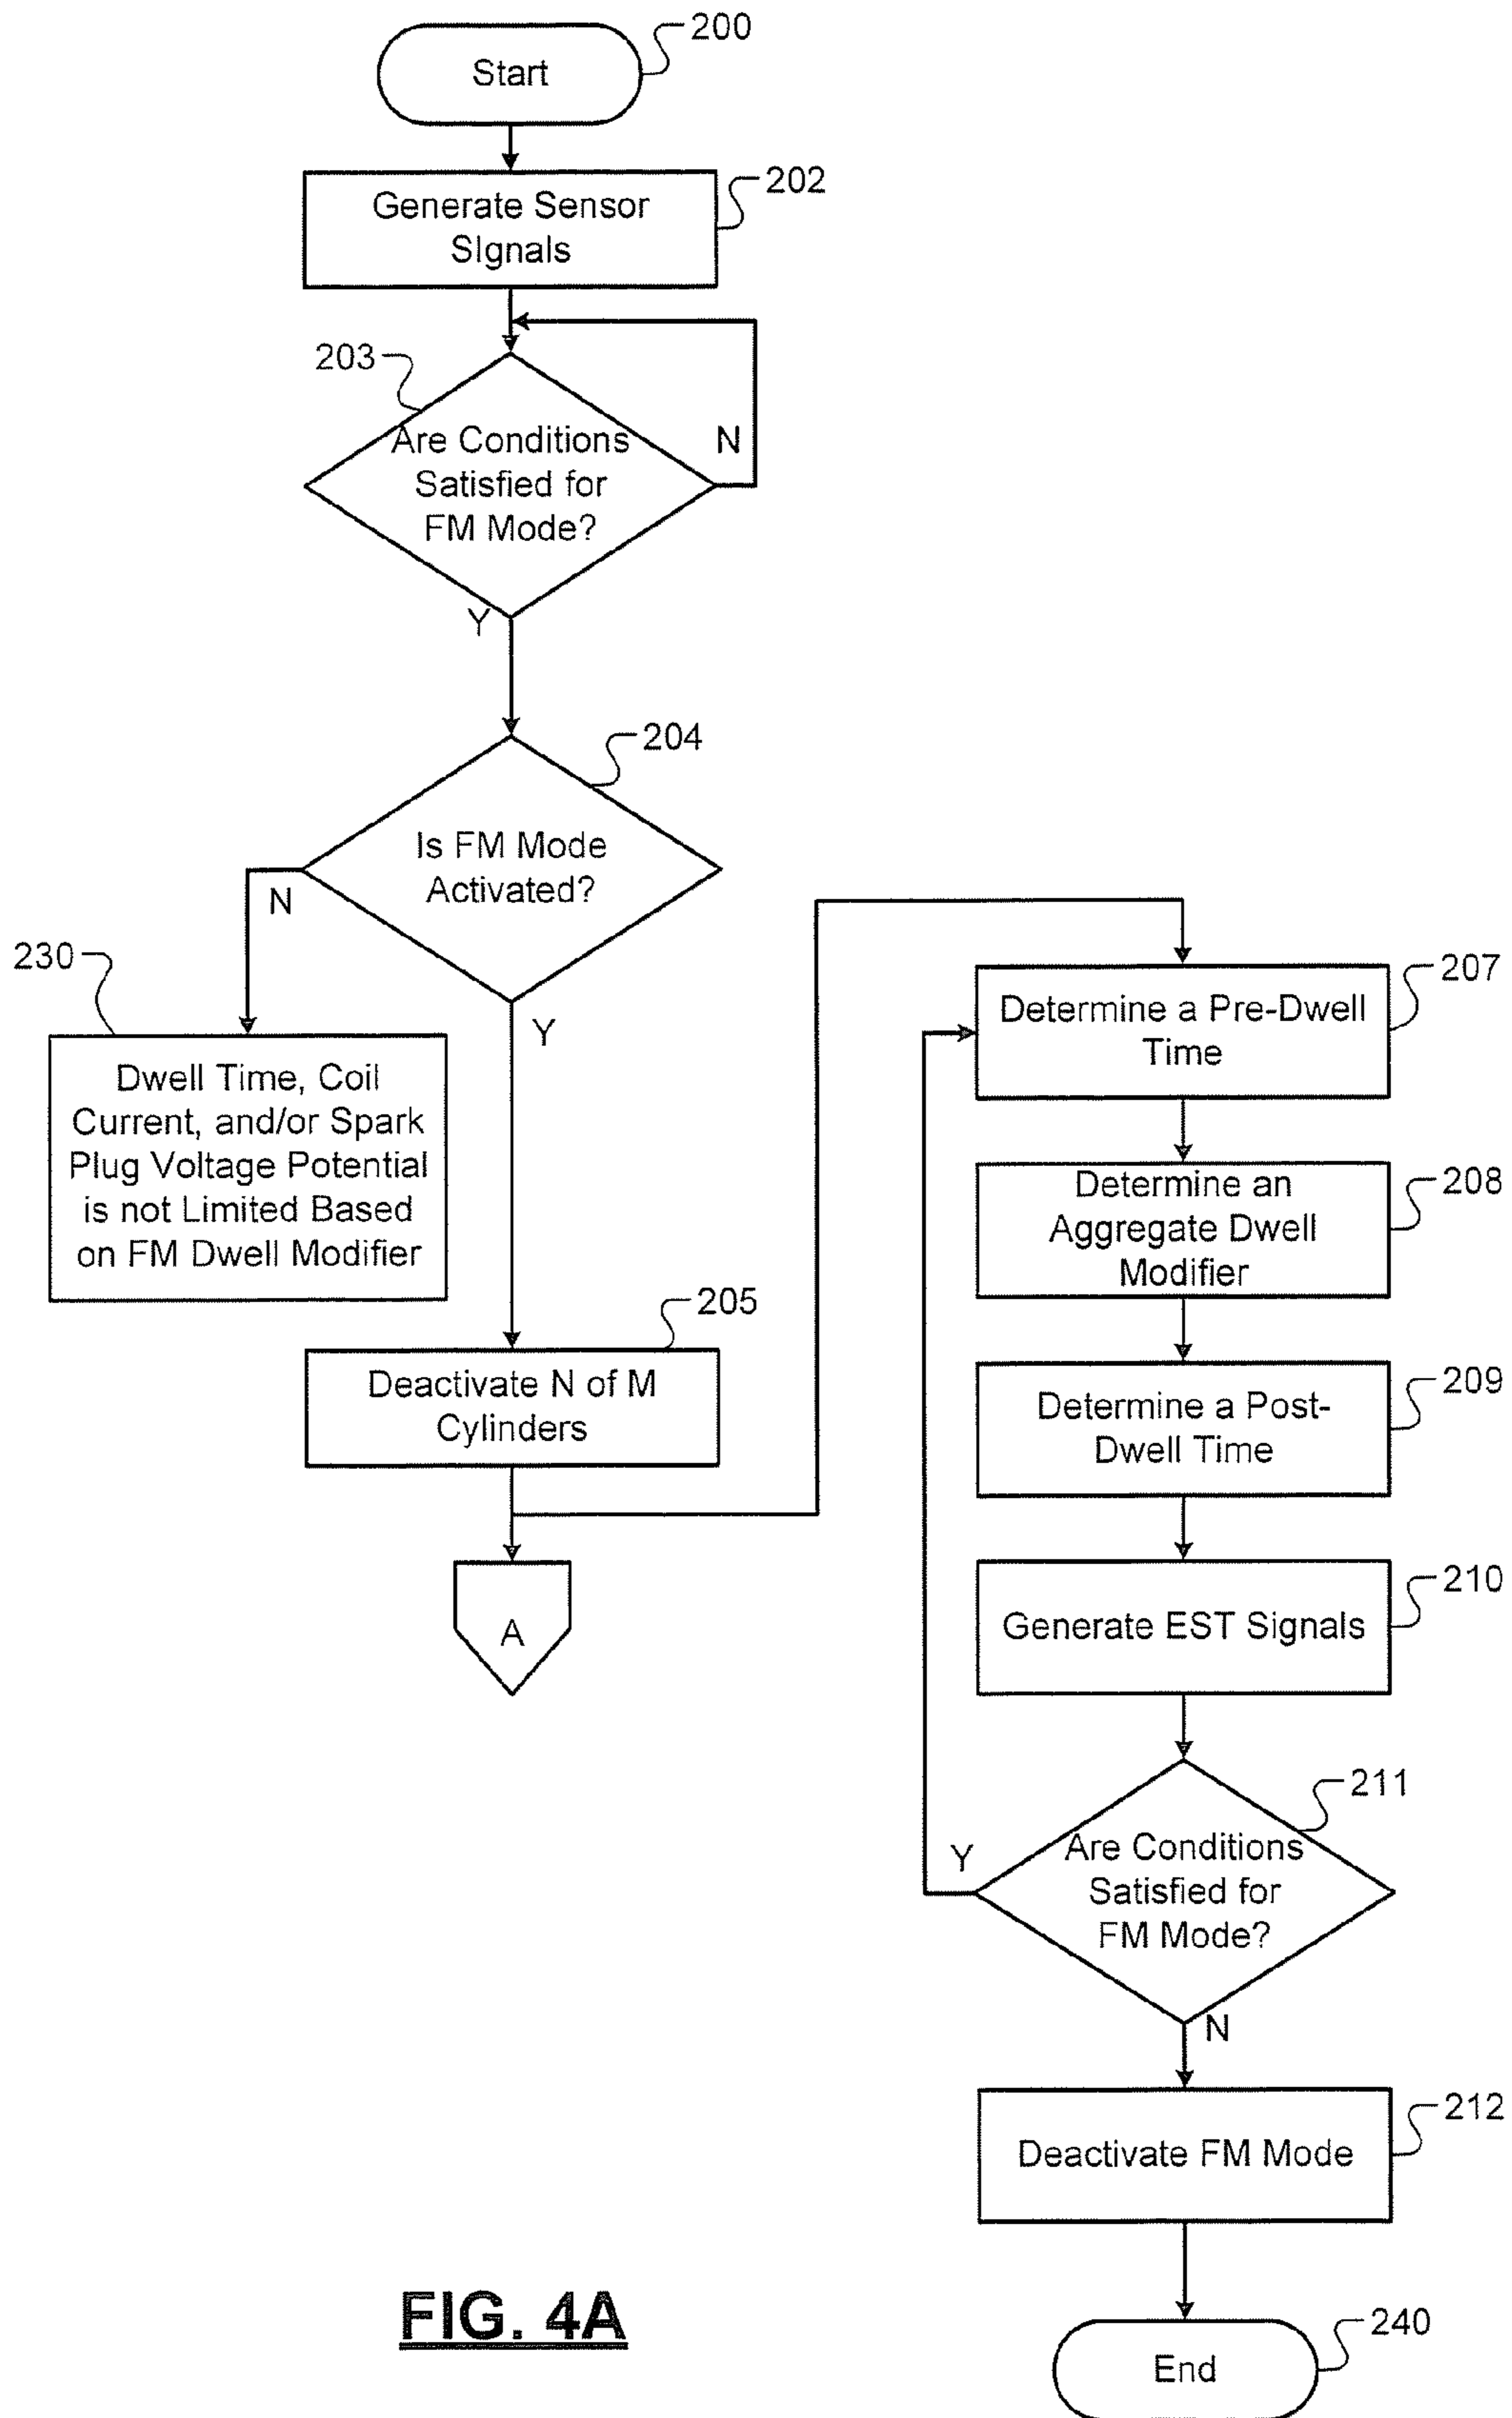 Start
200
Generate Sensor
SIgnals
202
203
Are Conditions
Satisfied for
FM Mode?
N
Y
204
Is FM Mode
Activated?
N
Y
230
Dwell Time, Coil
Current, and/or Spark
Plug Voltage Potential
is not Limited Based
on FM Dwell Modifier
205
Deactivate N of M
Cylinders
A
207
Determine a Pre-Dwell
Time
208
Determine an
Aggregate Dwell
Modifier
209
Determine a Post-
Dwell Time
210
Generate EST Signals
211
Are Conditions
Satisfied for
FM Mode?
Y
N
212
Deactivate FM Mode
240
End
FIG. 4A